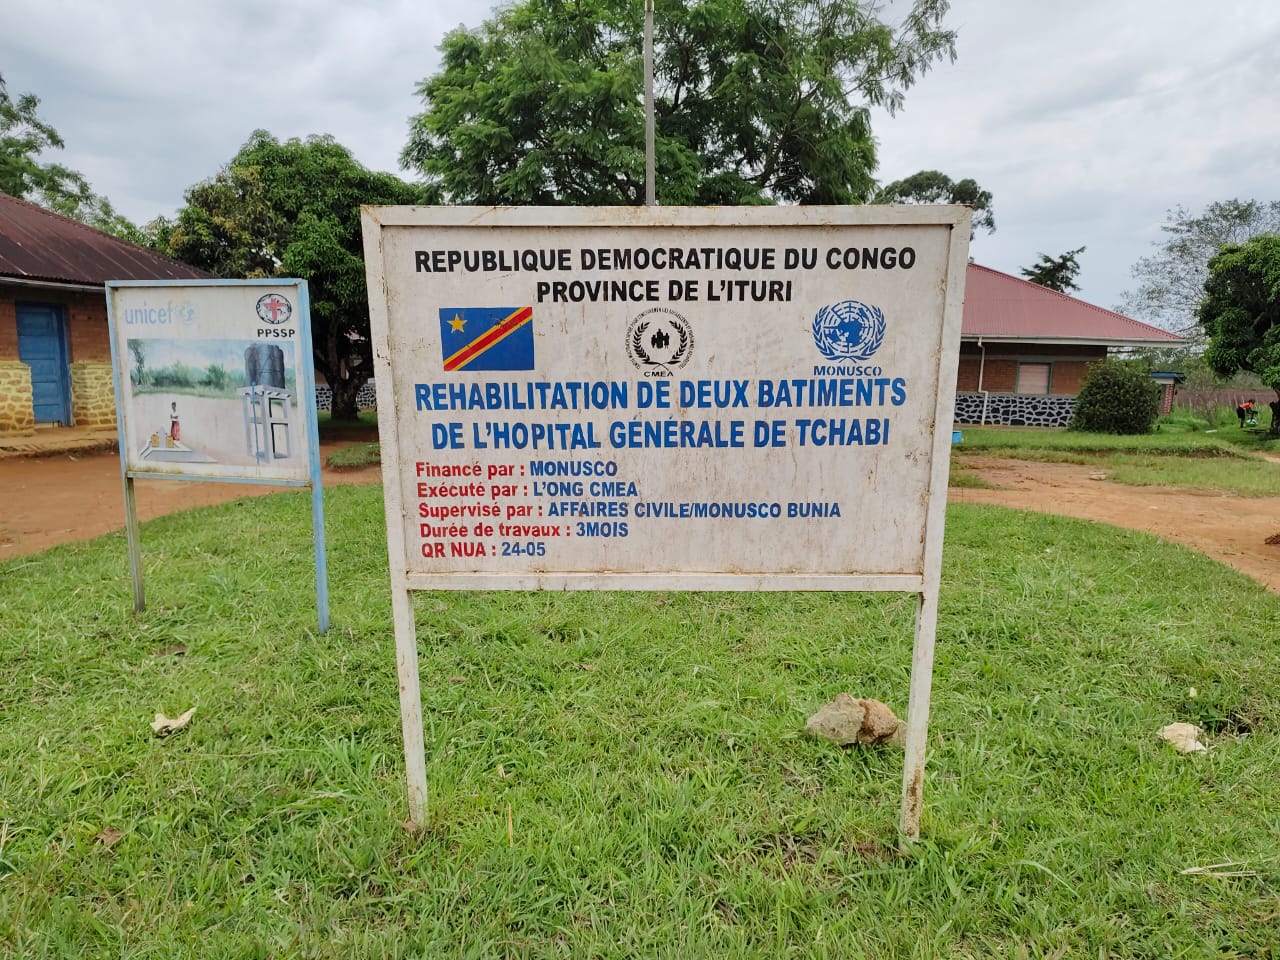 unicef
PPSSP
REPUBLIQUE DEMOCRATIQUE DU CONGO
PROVINCE DE L'ITURI
CMEA
MONUSCO
REHABILITATION DE DEUX BATIMENTS
DE L'HOPITAL GENERALE DE TCHABI
Financé par : MONUSCO
Exécuté par : L'ONG CMEA
Supervisé par : AFFAIRES CIVILE/MONUSCO BUNIA
Durée de travaux : 3MOIS
QR NUA : 24-05